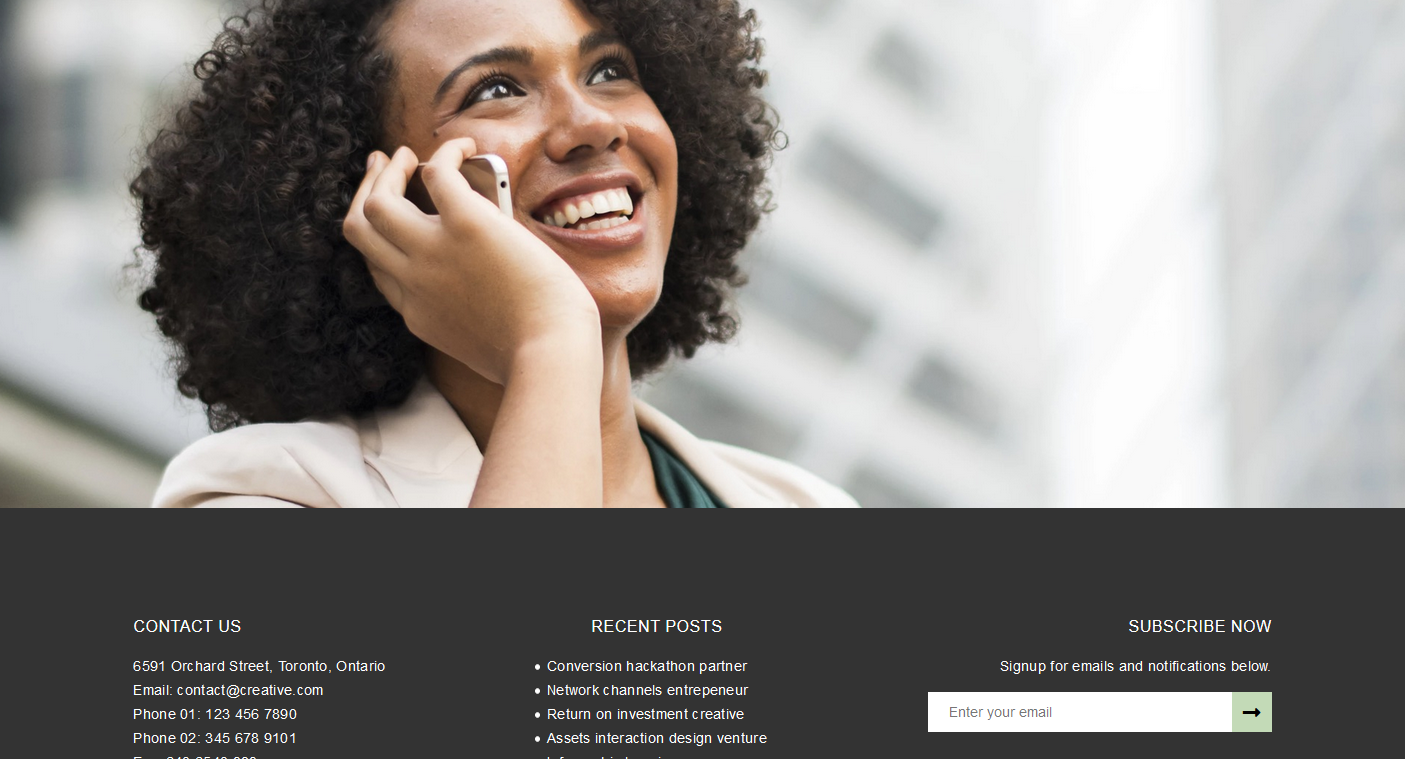 CONTACT US
6591 Orchard Street, Toronto, Ontario
Email: contact@creative.com
Phone 01: 123 456 7890
Phone 02: 345 678 9101
RECENT POSTS
Conversion hackathon partner
Network channels entrepeneur
Return on investment creative
Assets interaction design venture
SUBSCRIBE NOW
Signup for emails and notifications below.
Enter your email